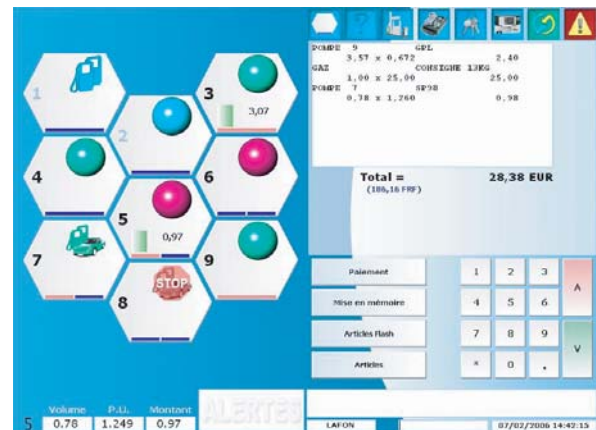 1
2
3
3,07
4
5
0,97
6
7
8
STOP
9
POMPE 9 GPL
3,57 x 0,672 2,40
GAZ CONSIGNE 13KG
1,00 x 25,00 25,00
POMPE 7 SP98
0,78 x 1,260 0,98
Total = 28,38 EUR
(186,16 FRF)
Paiement
1 2 3
Mise en mémoire
4 5 6
Articles Flash
7 8 9
Articles
* 0 .
Volume P.U. Montant
5 0.78 1.249 0.97
ALERTES
LAFON
07/02/2006 14:42:15